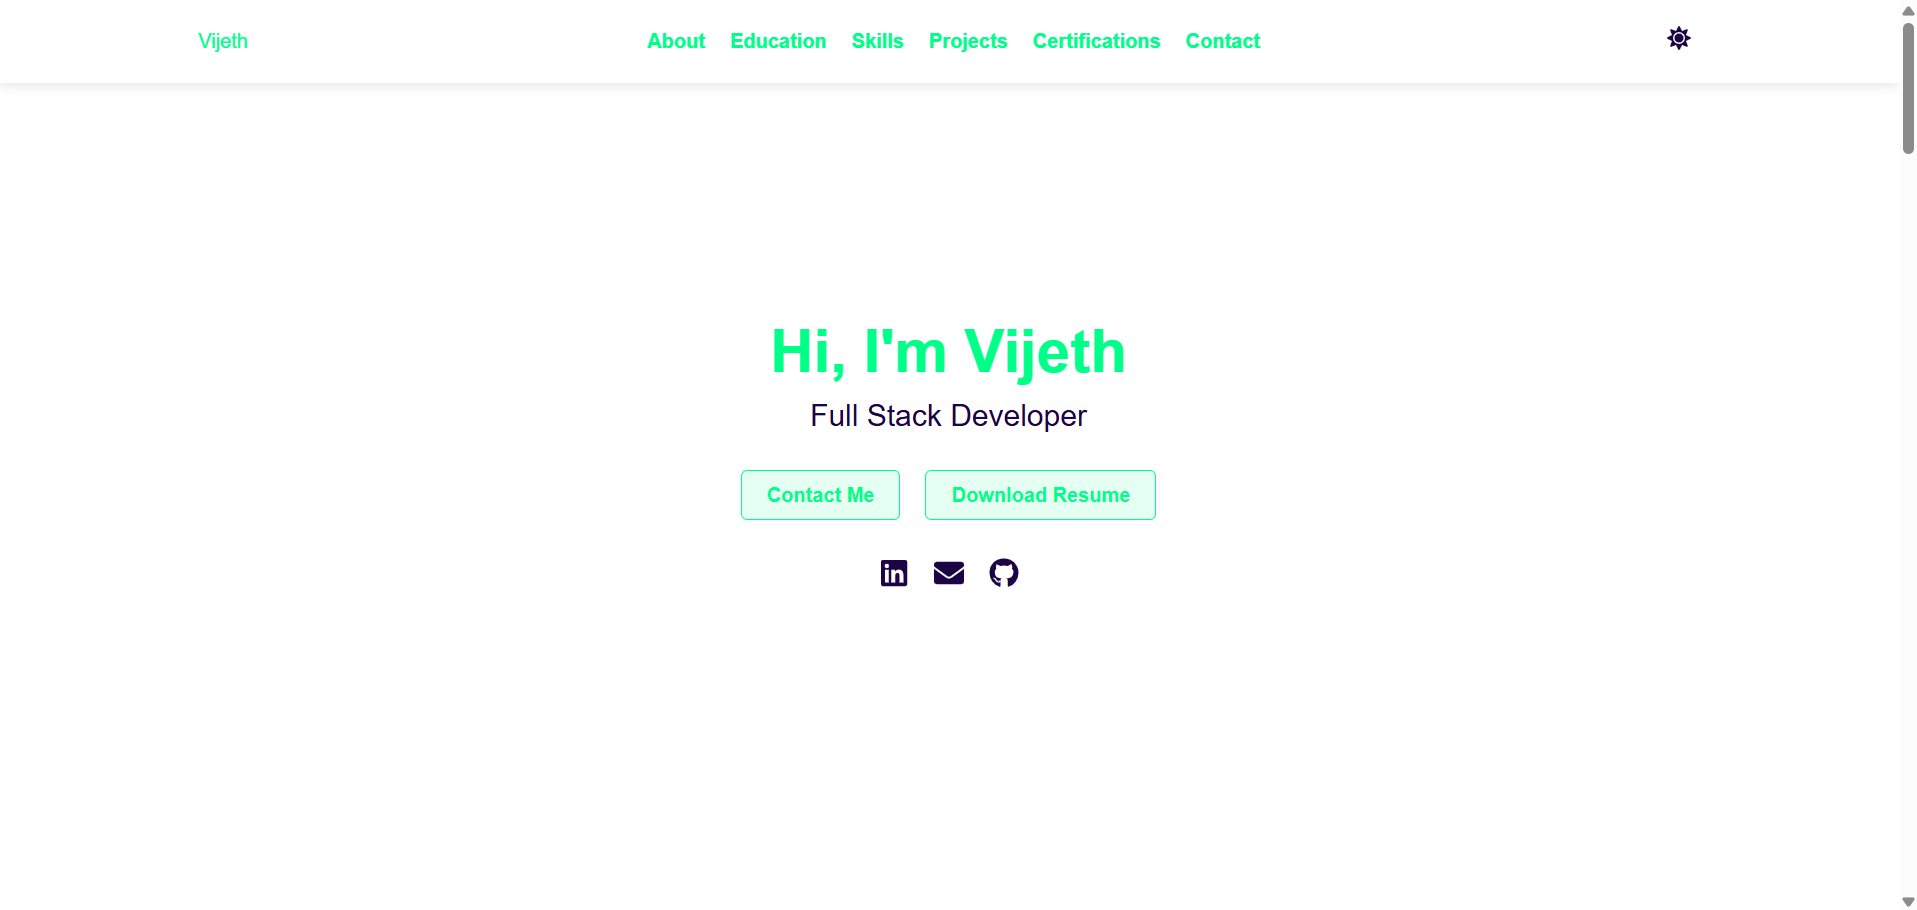 Vijeth
About Education Skills Projects Certifications Contact
Hi, I'm Vijeth
Full Stack Developer
Contact Me Download Resume